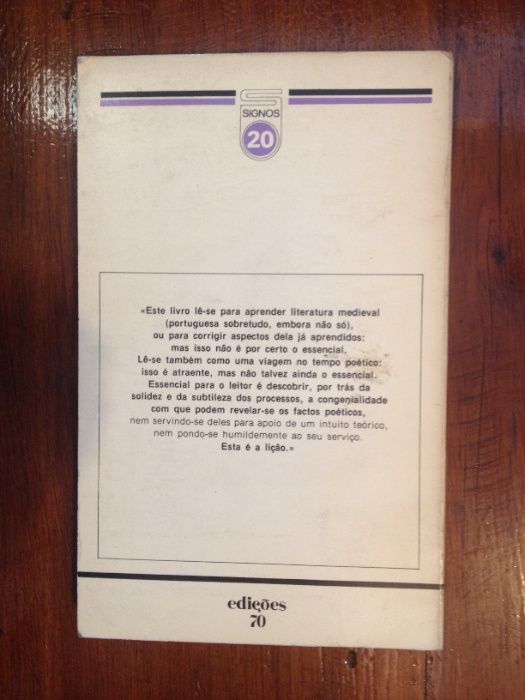 SIGNOS
20
«Este livro lê-se para aprender literatura medieval
(portuguesa sobretudo, embora não só),
ou para corrigir aspectos dela já aprendidos:
mas isso não é por certo o essencial.
Lê-se também como uma viagem no tempo poético:
isso é atraente, mas não talvez ainda o essencial.
Essencial para o leitor é descobrir, por trás da
solidez e da subtileza dos processos, a congenialidade
com que podem revelar-se os factos poéticos,
nem servindo-se deles para apoio de um intuito teórico,
nem pondo-se humildemente ao seu serviço.
Esta é a lição.»
edições
70